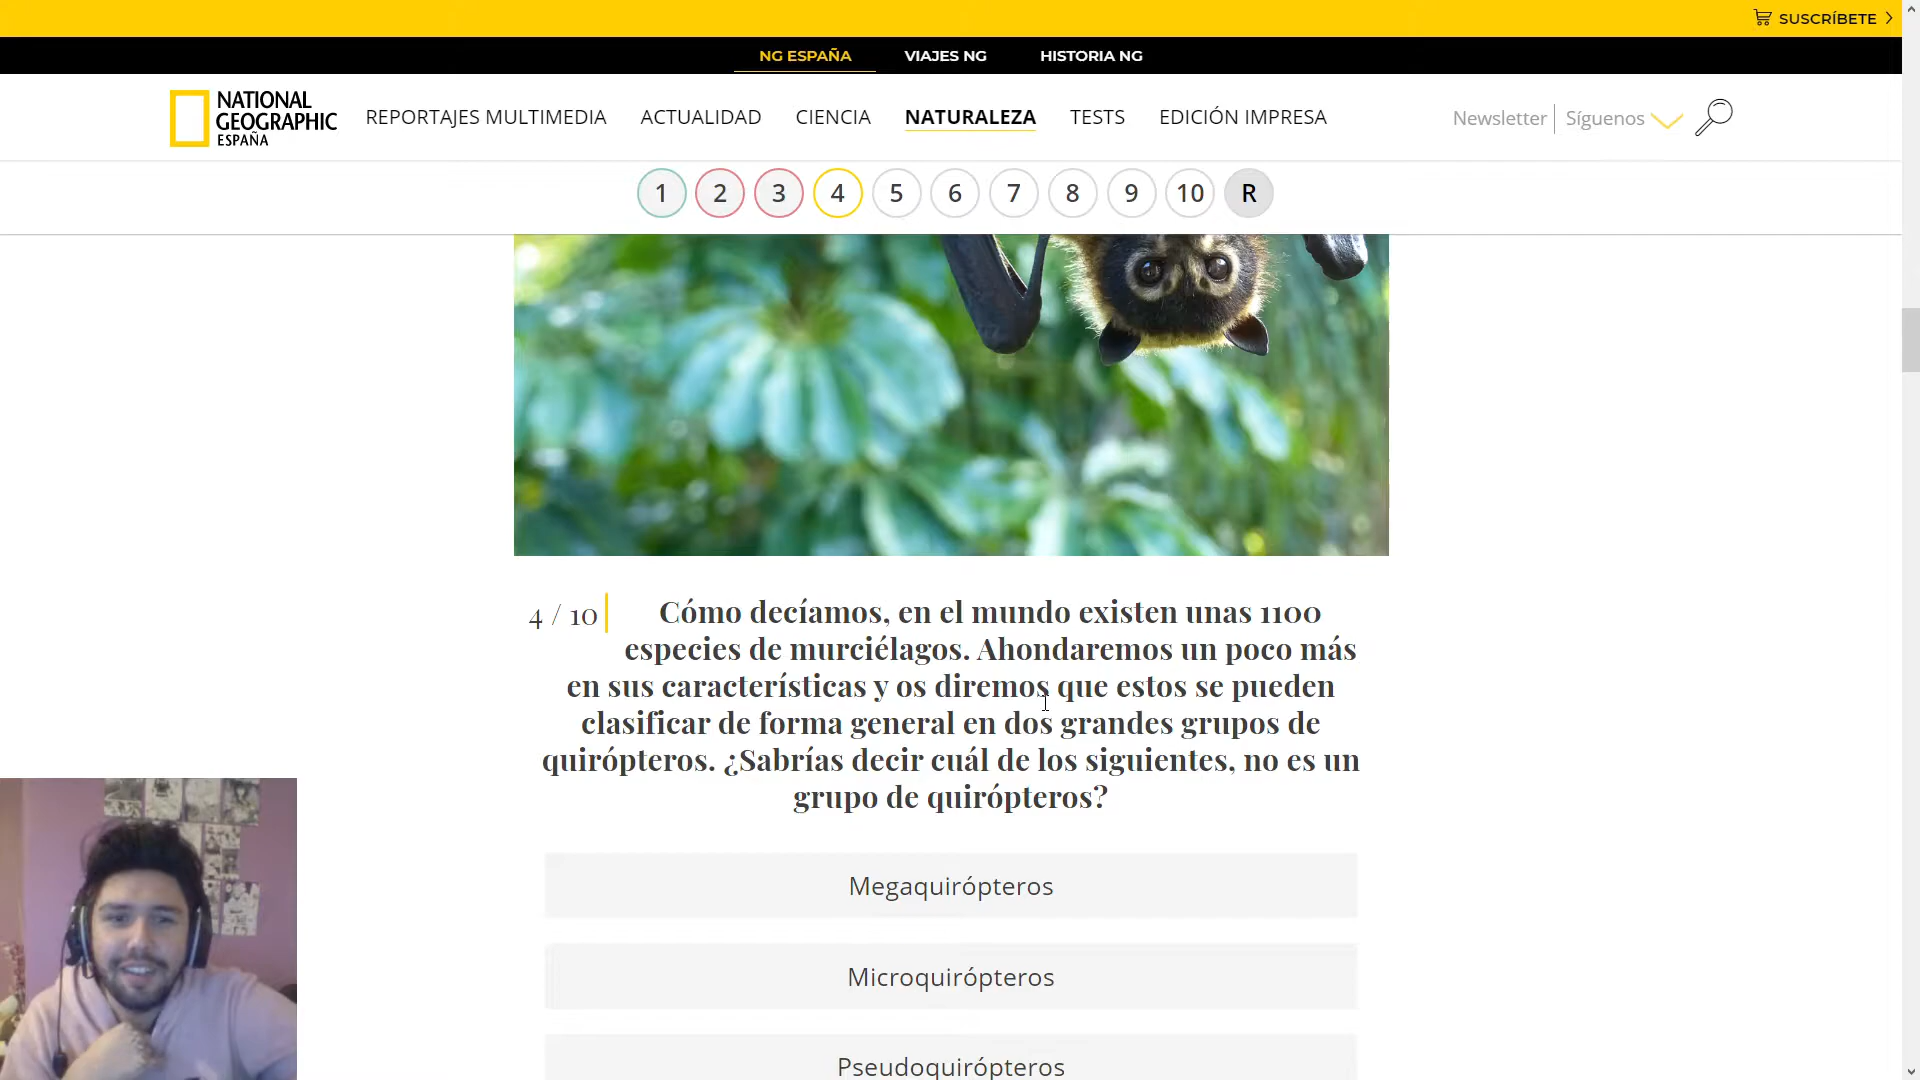 SUSCRÍBETE
NG ESPAÑA VIAJES NG HISTORIA NG
NATIONAL GEOGRAPHIC ESPAÑA
REPORTAJES MULTIMEDIA ACTUALIDAD CIENCIA NATURALEZA TESTS EDICIÓN IMPRESA
Newsletter Síguenos
1 2 3 4 5 6 7 8 9 10 R
4 / 10 Cómo decíamos, en el mundo existen unas 1100
especies de murciélagos. Ahondaremos un poco más
en sus características y os diremos que estos se pueden
clasificar de forma general en dos grandes grupos de
quirópteros. ¿Sabrías decir cuál de los siguientes, no es un
grupo de quirópteros?
Megaquirópteros
Microquirópteros
Pseudoquirópteros